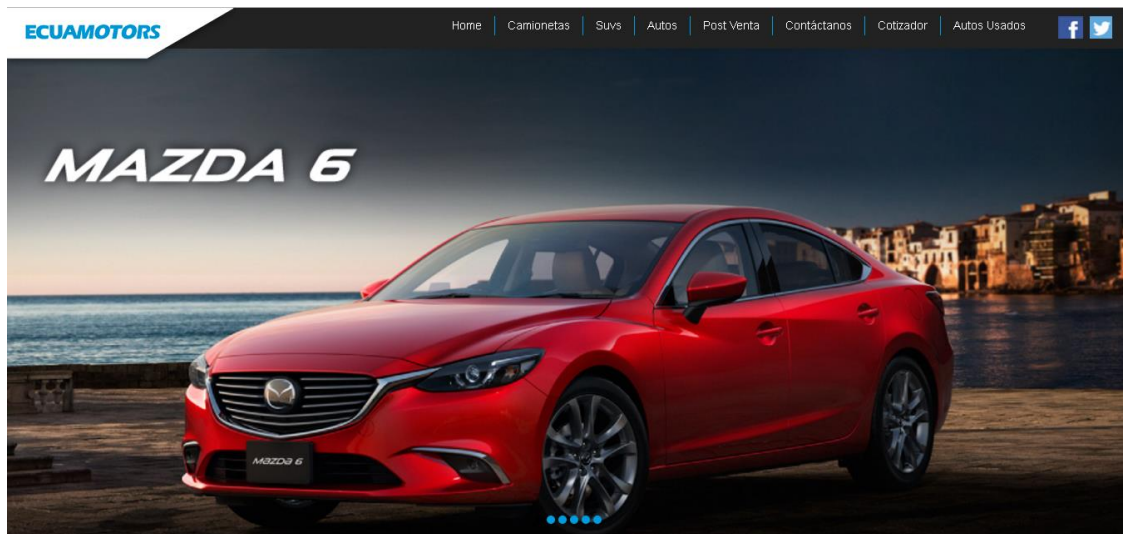 ECUAMOTORS
Home Camionetas Suvs Autos Post Venta Contáctanos Cotizador Autos Usados
MAZDA 6
mazda 6